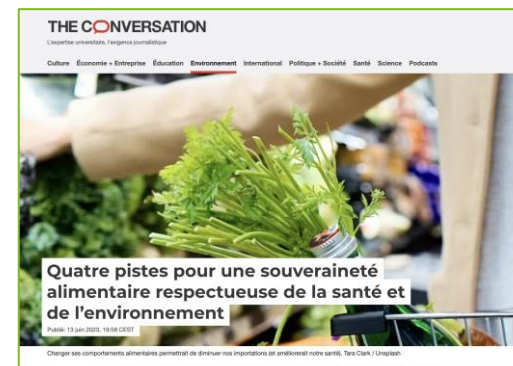 THE CONVERSATION
L'expertise universitaire, l'exigence journalistique
Culture Économie + Entreprise Éducation Environnement International Politique + Société Santé Science Podcasts
Quatre pistes pour une souveraineté
alimentaire respectueuse de la santé et
de l'environnement
Publié: 13 juin 2023, 19:58 CEST
Changer ses comportements alimentaires permettrait de diminuer nos importations (et améliorerait notre santé). Tara Clark / Unsplash